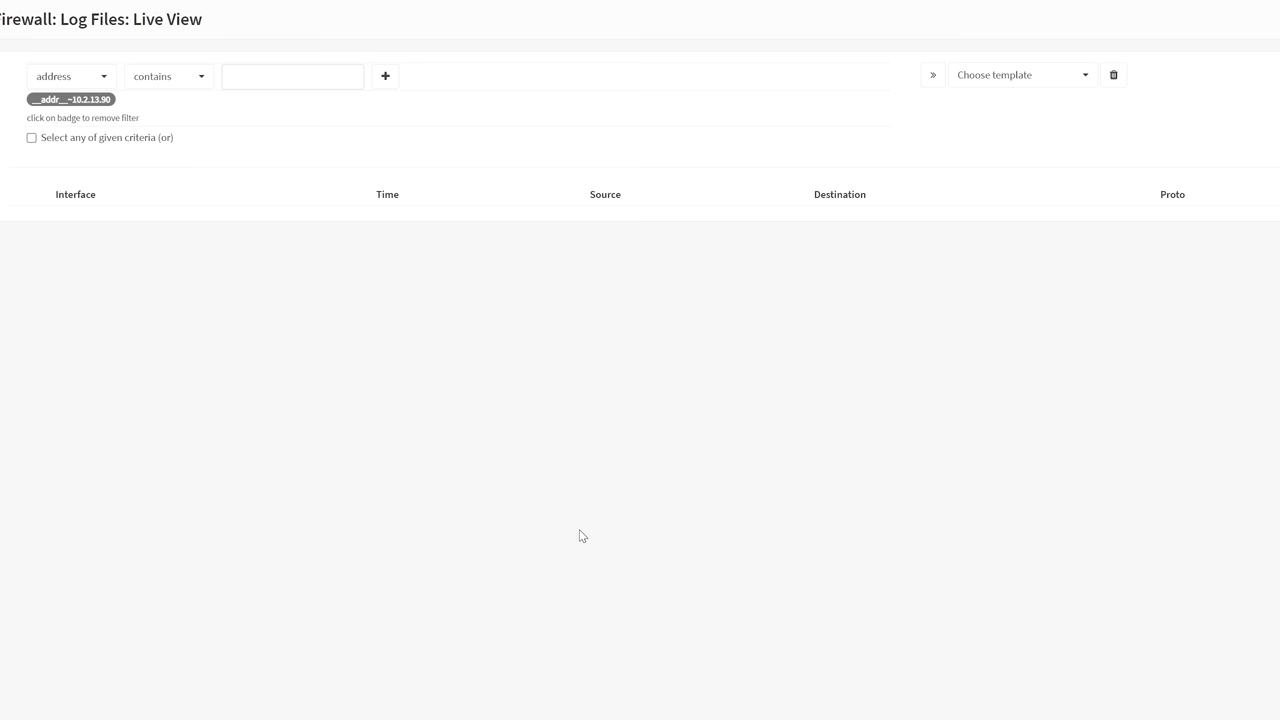 irewall: Log Files: Live View
address contains Choose template
__addr__~10.2.13.90
click on badge to remove filter
Select any of given criteria (or)
Interface Time Source Destination Proto